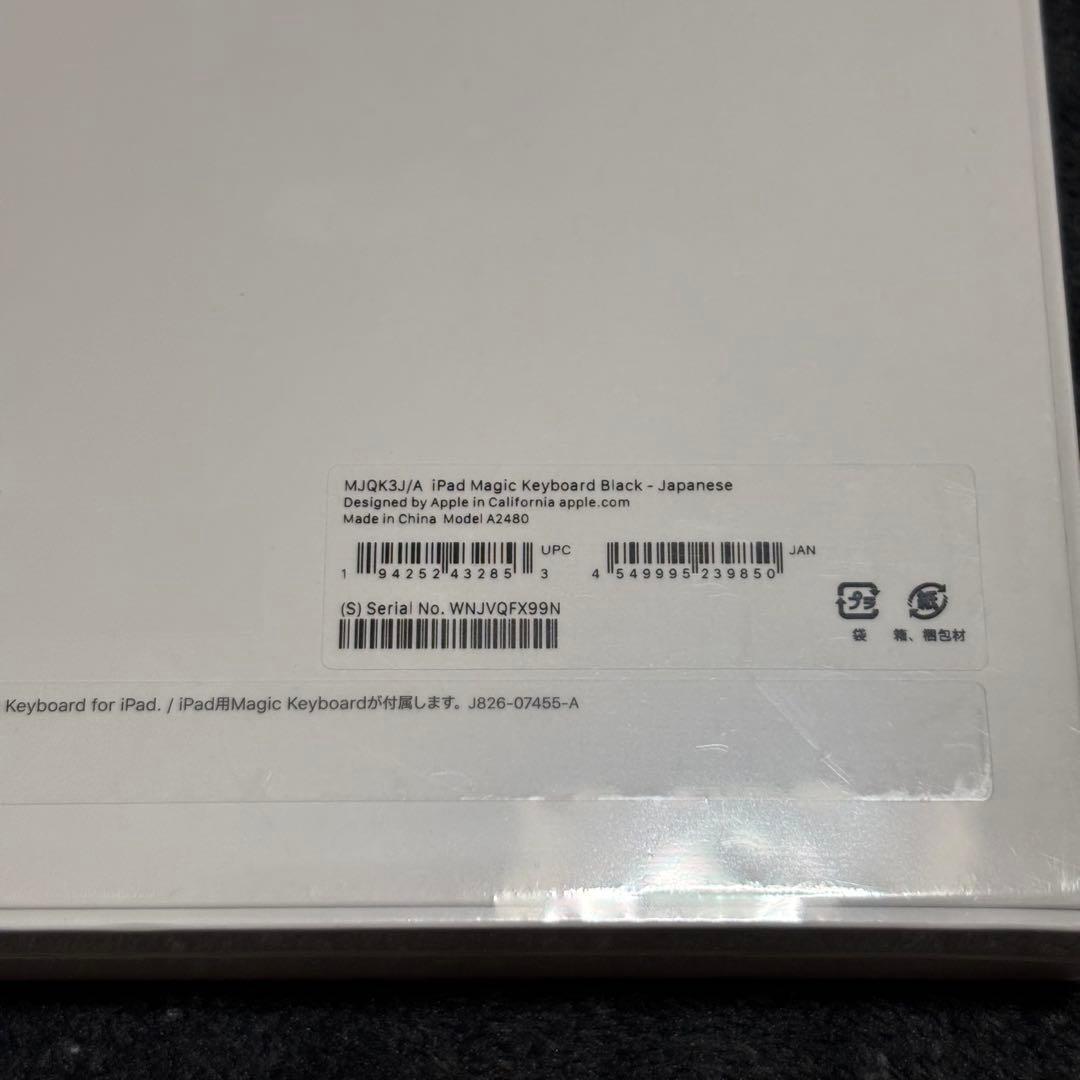 MJQK3J/A iPad Magic Keyboard Black - Japanese
Designed by Apple in California apple.com
Made in China Model A2480
UPC
1 94252 43285 3
JAN
4 549995 239850
(S) Serial No. WNJVQFX99N
プラ 紙
袋 箱、梱包材
Keyboard for iPad. / iPad用Magic Keyboardが付属します。J826-07455-A